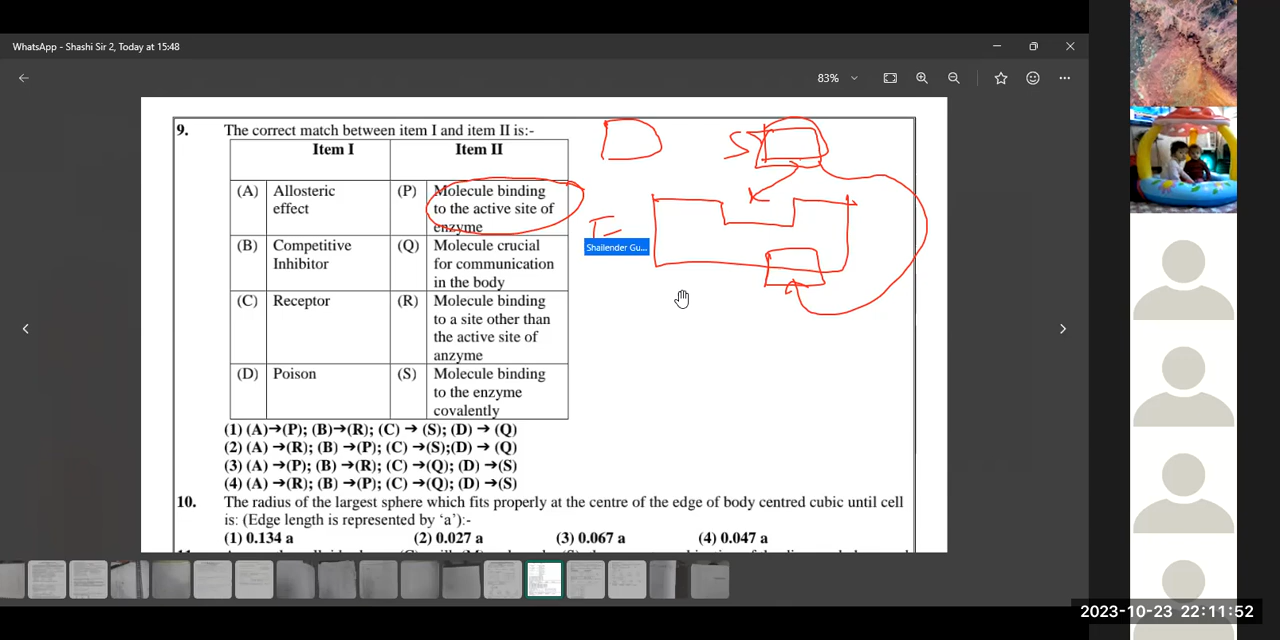 WhatsApp - Shashi Sir 2, Today at 15:48
83%
9. The correct match between item I and item II is:-
Item I Item II
(A) Allosteric effect (P) Molecule binding to the active site of enzyme
(B) Competitive Inhibitor (Q) Molecule crucial for communication in the body
(C) Receptor (R) Molecule binding to a site other than the active site of anzyme
(D) Poison (S) Molecule binding to the enzyme covalently
(1) (A)→(P); (B)→(R); (C) → (S); (D) → (Q)
(2) (A) →(R); (B) →(P); (C) →(S);(D) → (Q)
(3) (A) →(P); (B) →(R); (C) →(Q); (D) →(S)
(4) (A) →(R); (B) →(P); (C) →(Q); (D) →(S)
D
S
E
Shailender Gu...
10. The radius of the largest sphere which fits properly at the centre of the edge of body centred cubic until cell
is: (Edge length is represented by ‘a’):-
(1) 0.134 a (2) 0.027 a (3) 0.067 a (4) 0.047 a
2023-10-23 22:11:52